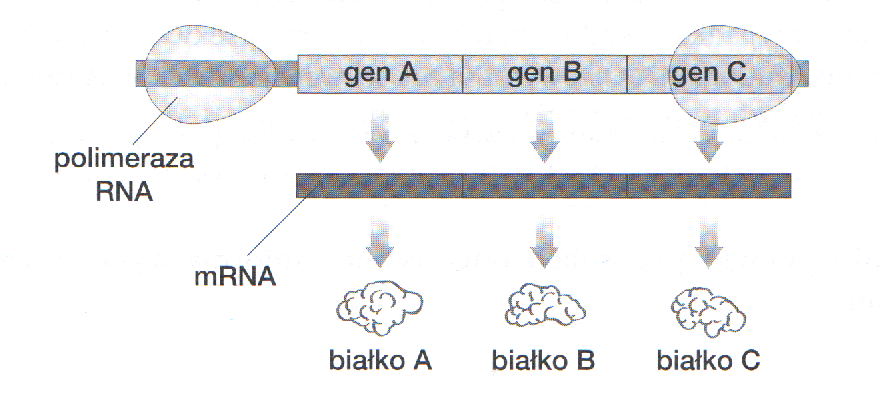 gen A gen B gen C
polimeraza
RNA
mRNA
białko A białko B białko C